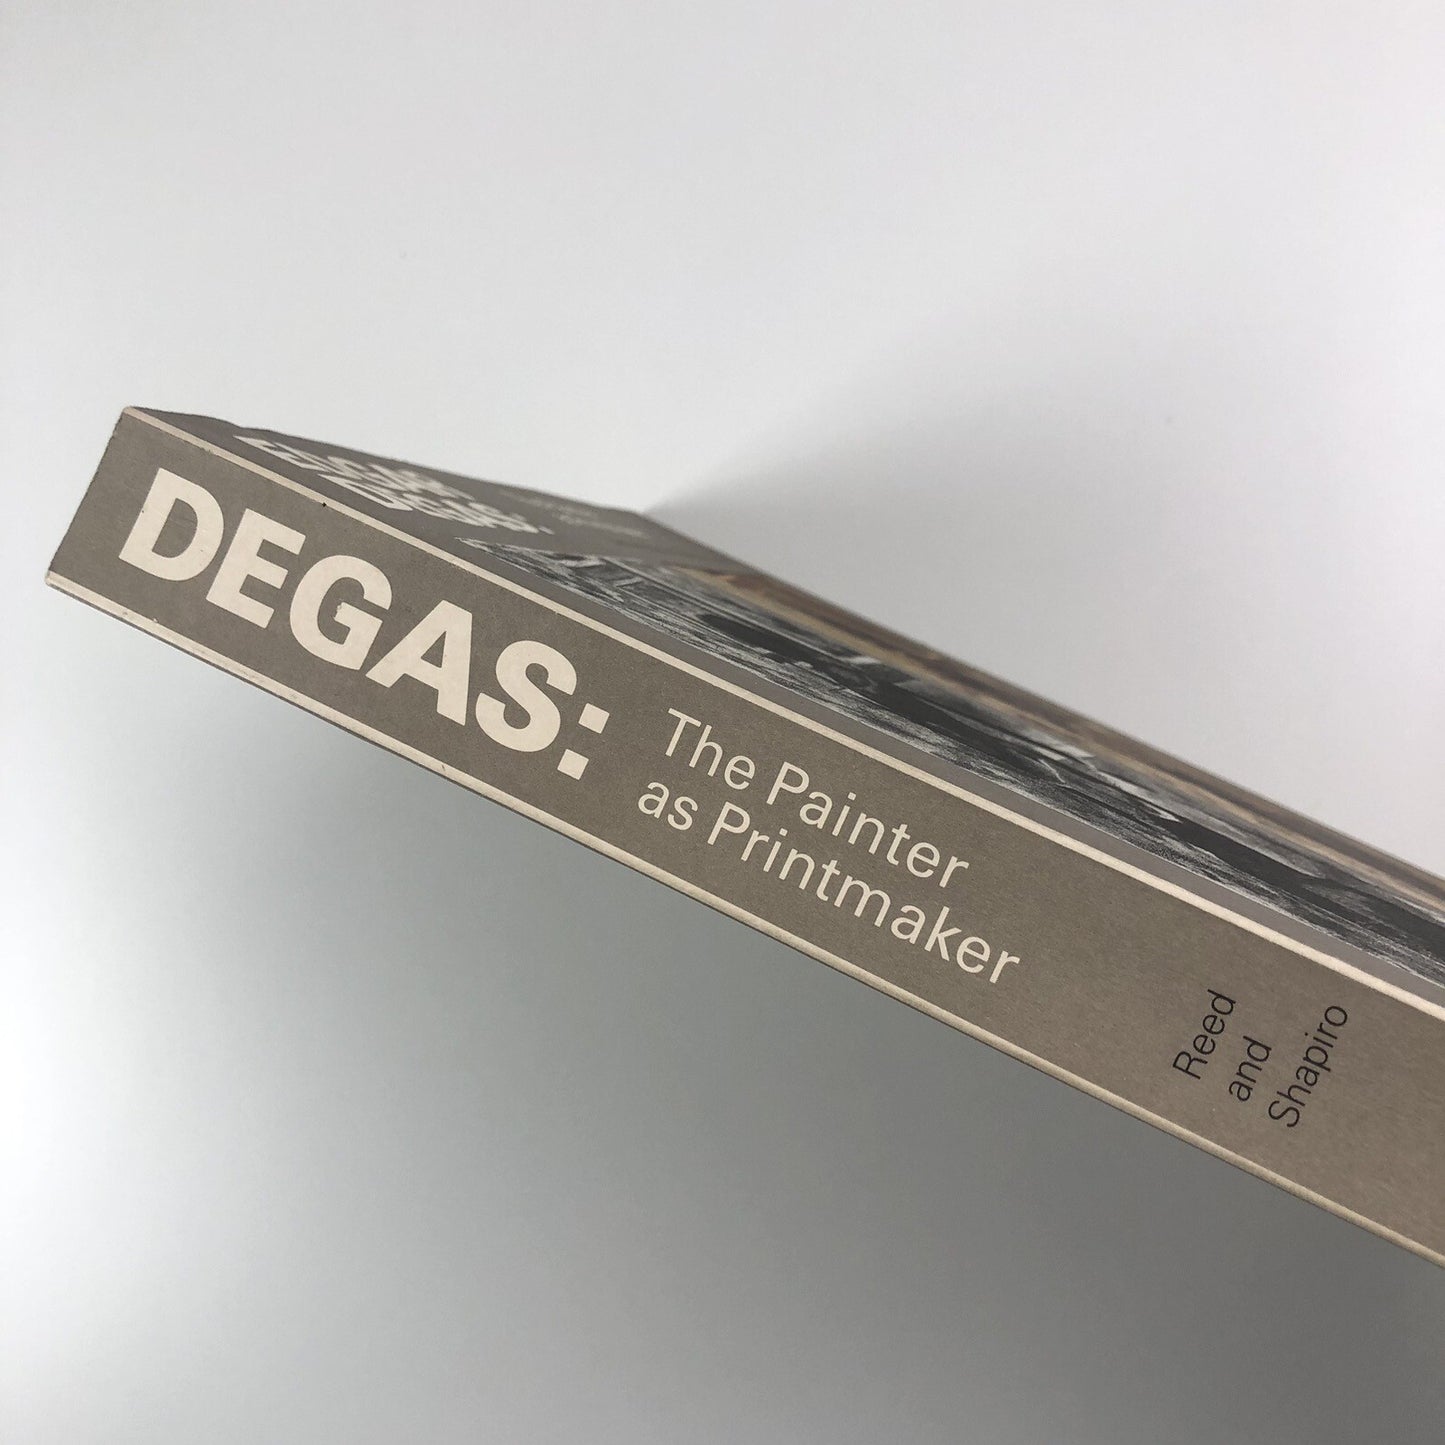 DEGAS:
The Painter
as Printmaker
Reed
and
Shapiro